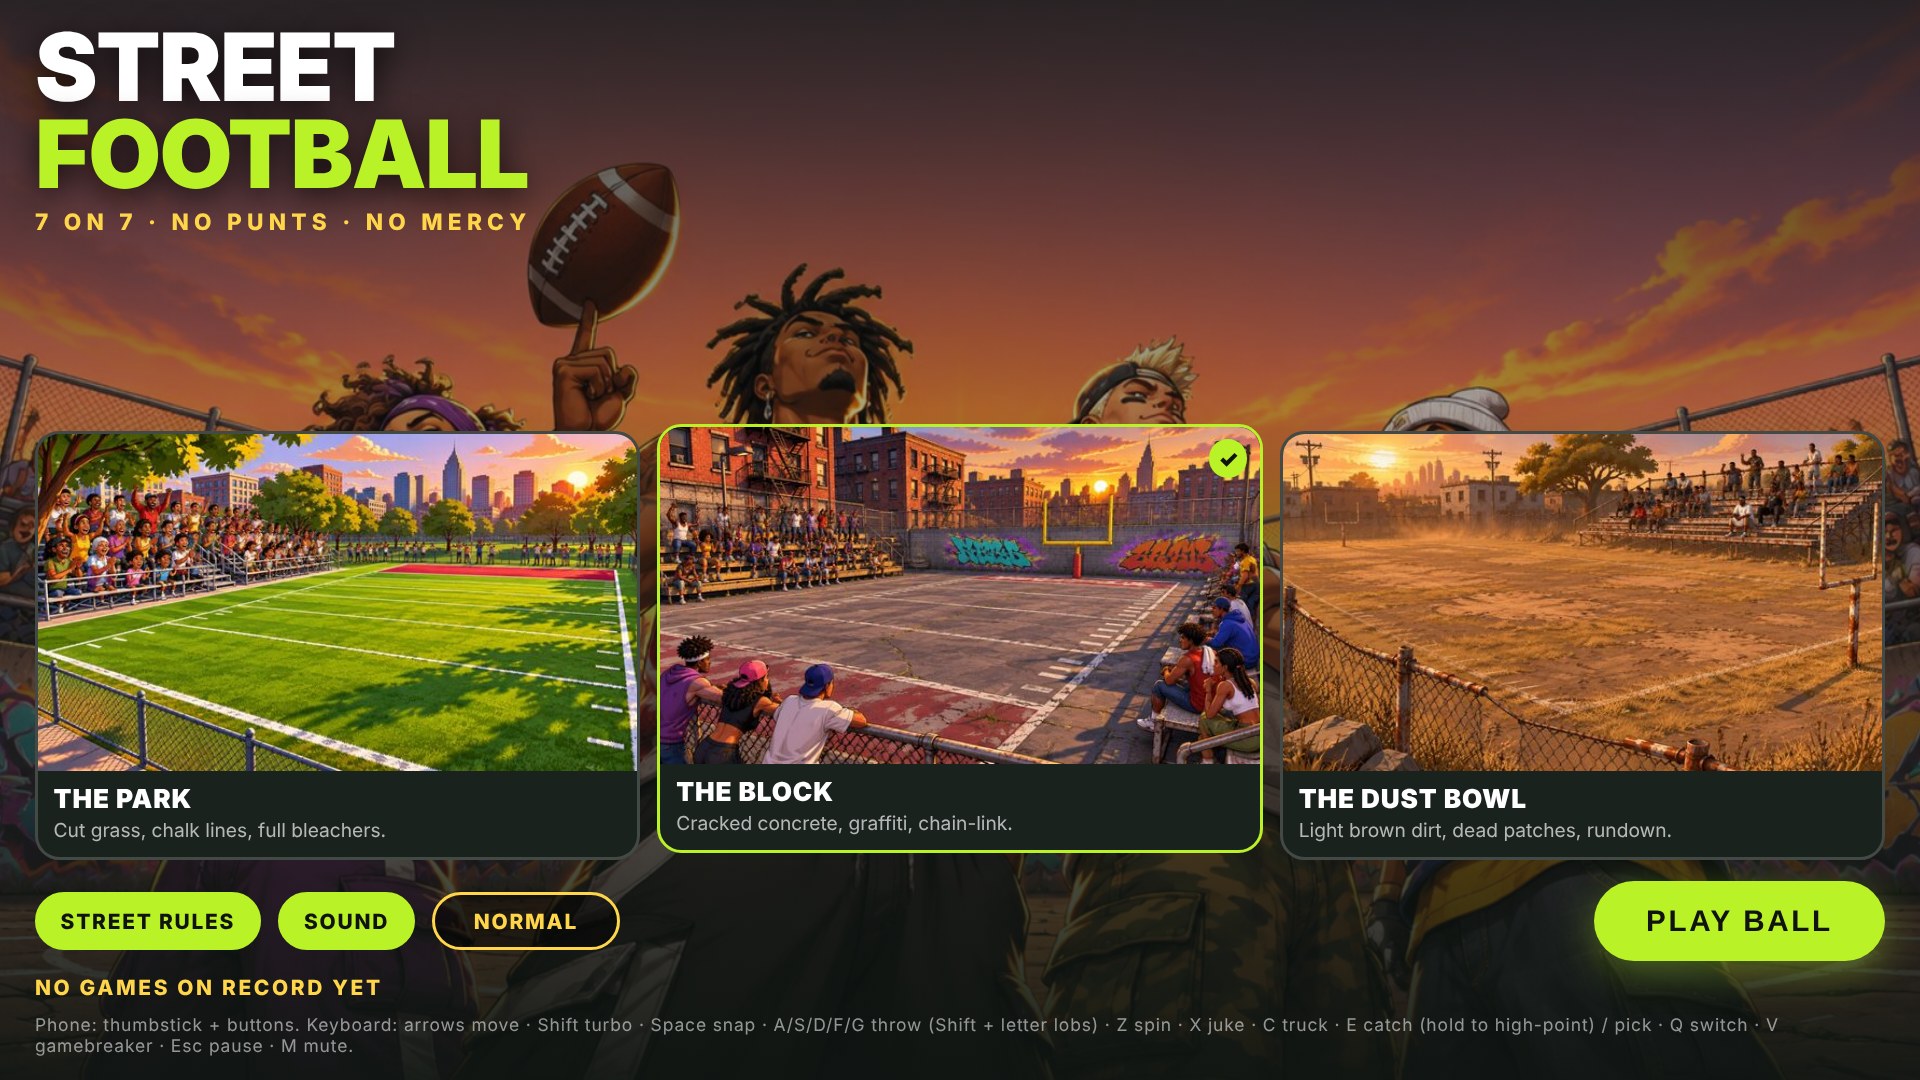 STREET
FOOTBALL
7 ON 7 · NO PUNTS · NO MERCY
THE PARK
Cut grass, chalk lines, full bleachers.
THE BLOCK
Cracked concrete, graffiti, chain-link.
THE DUST BOWL
Light brown dirt, dead patches, rundown.
STREET RULES
SOUND
NORMAL
PLAY BALL
NO GAMES ON RECORD YET
Phone: thumbstick + buttons. Keyboard: arrows move · Shift turbo · Space snap · A/S/D/F/G throw (Shift + letter lobs) · Z spin · X juke · C truck · E catch (hold to high-point) / pick · Q switch · V
gamebreaker · Esc pause · M mute.